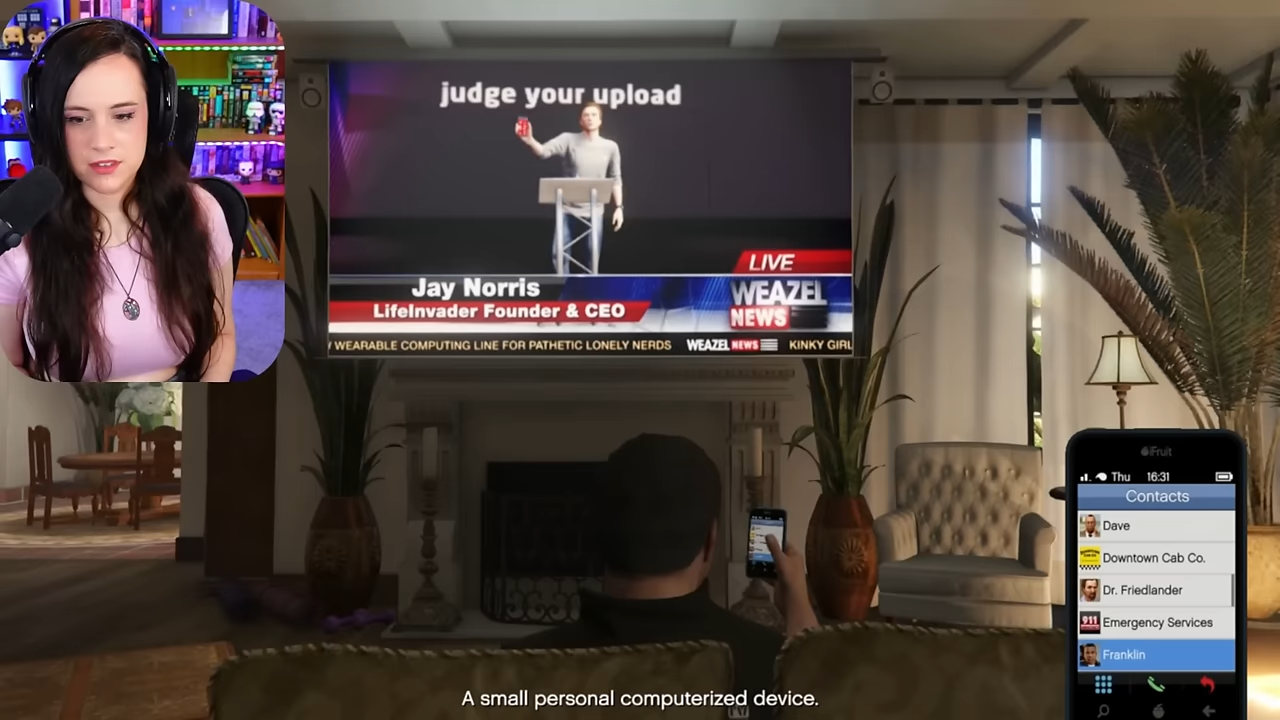 judge your upload
LIVE
Jay Norris
LifeInvader Founder & CEO
WEAZEL
NEWS
WEARABLE COMPUTING LINE FOR PATHETIC LONELY NERDS WEAZEL NEWS KINKY GIRL
iFruit
Thu 16:31
Contacts
Dave
Downtown Cab Co.
Dr. Friedlander
911 Emergency Services
Franklin
A small personal computerized device.